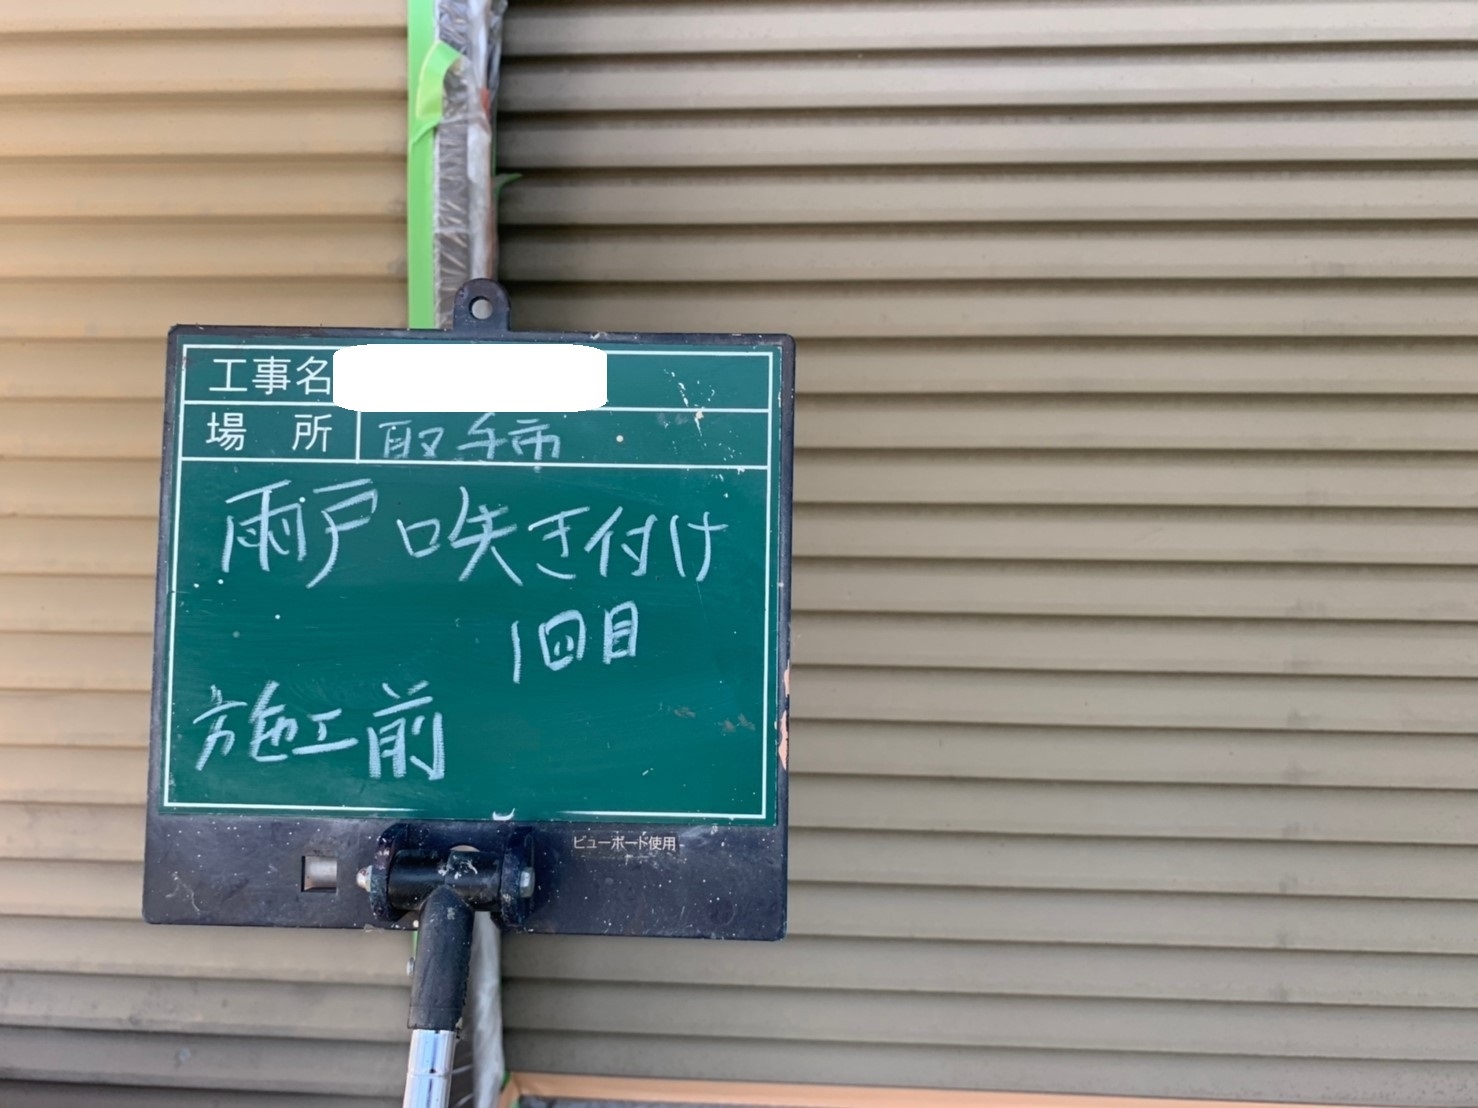 工事名
場所 取手市
雨戸 吹き付け
1回目
施工前
ビューボード使用